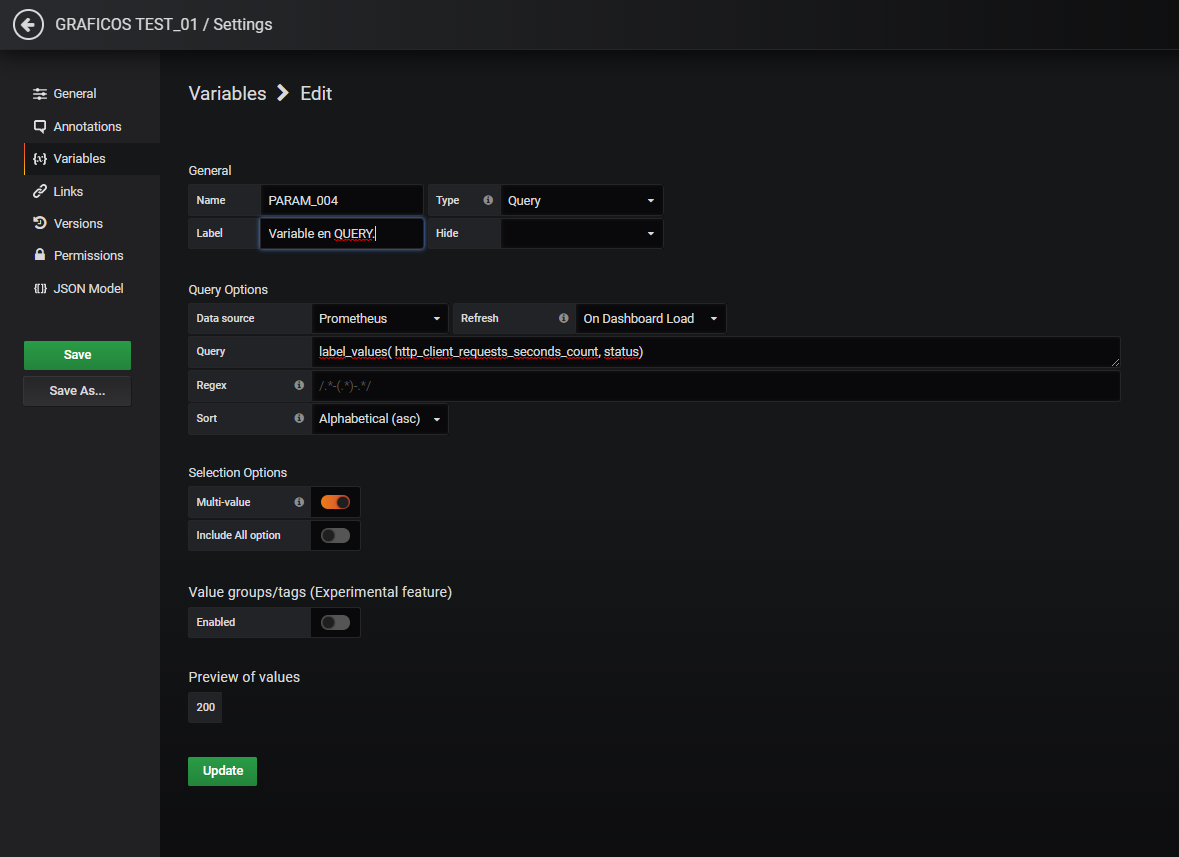 GRAFICOS TEST_01 / Settings
General
Annotations
{x} Variables
Links
Versions
Permissions
JSON Model
Save
Save As...
Variables > Edit
General
Name PARAM_004 Type Query
Label Variable en QUERY. Hide
Query Options
Data source Prometheus Refresh On Dashboard Load
Query label_values( http_client_requests_seconds_count, status)
Regex /.*-(.*)-.*/
Sort Alphabetical (asc)
Selection Options
Multi-value
Include All option
Value groups/tags (Experimental feature)
Enabled
Preview of values
200
Update